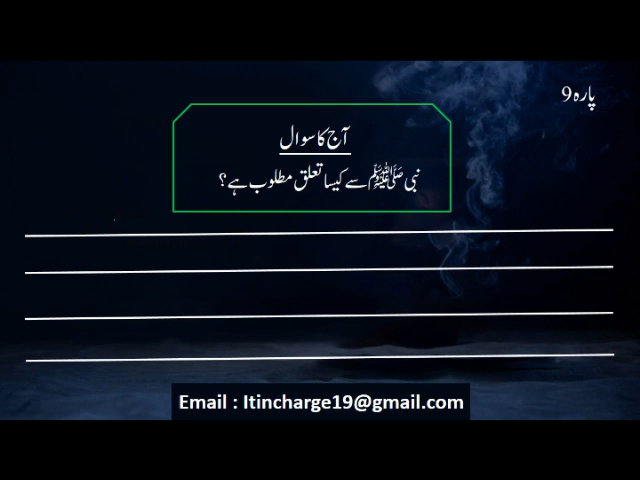 پارہ 9
آج کا سوال
نبی ﷺ سے کیسا تعلق مطلوب ہے؟
Email : Itincharge19@gmail.com